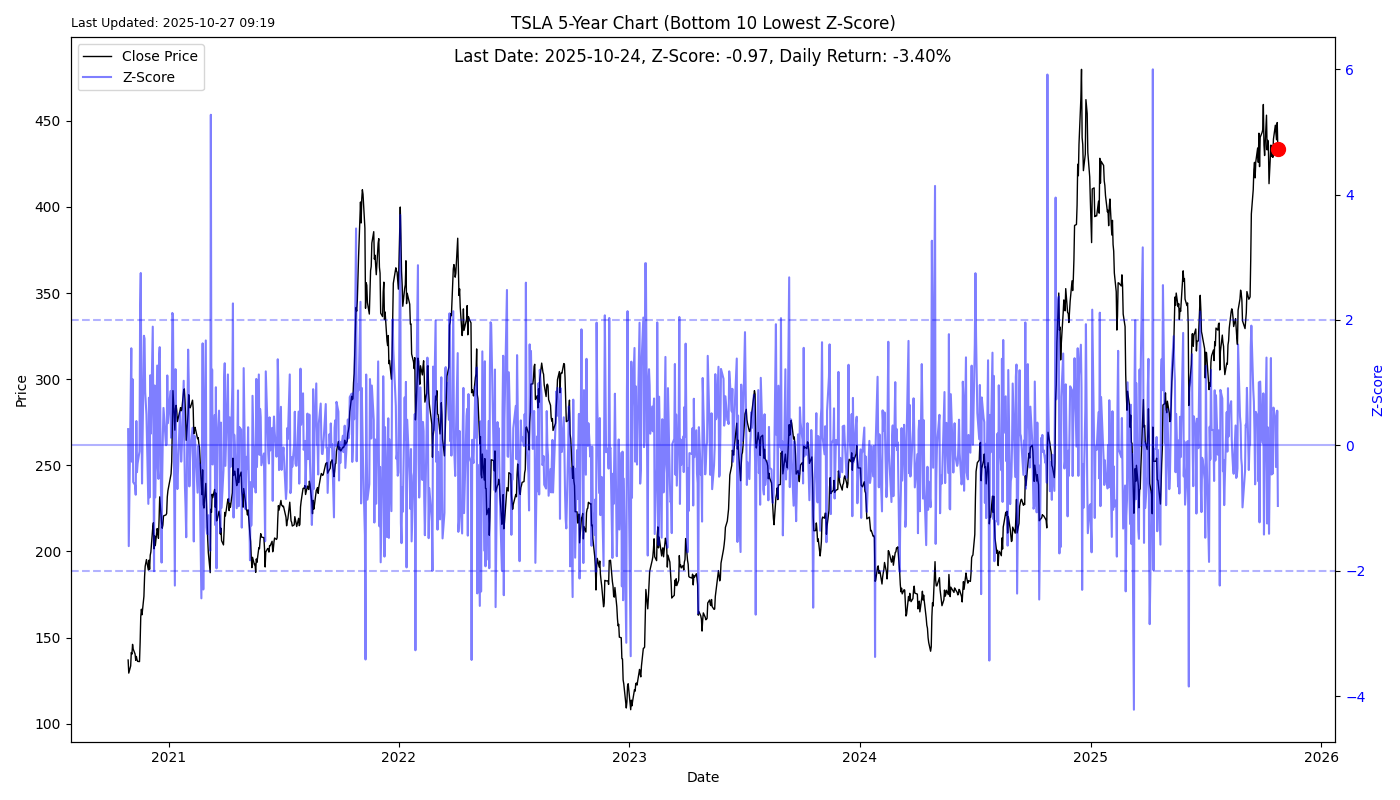 Last Updated: 2025-10-27 09:19
TSLA 5-Year Chart (Bottom 10 Lowest Z-Score)
Last Date: 2025-10-24, Z-Score: -0.97, Daily Return: -3.40%
Close Price
Z-Score
Price
450
400
350
300
250
200
150
100
6
4
2
0
−2
−4
Z-Score
2021
2022
2023
2024
2025
2026
Date